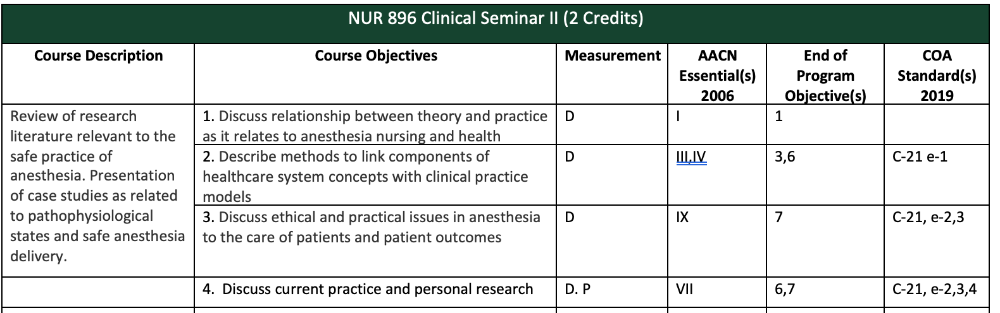 NUR 896 Clinical Seminar II (2 Credits)
Course Description
Course Objectives
Measurement
AACN
Essential(s)
2006
End of
Program
Objective(s)
COA
Standard(s)
2019
Review of research
literature relevant to the
safe practice of
anesthesia. Presentation
of case studies as related
to pathophysiological
states and safe anesthesia
delivery.
1. Discuss relationship between theory and practice
as it relates to anesthesia nursing and health
D
I
1
2. Describe methods to link components of
healthcare system concepts with clinical practice
models
D
III,IV
3,6
C-21 e-1
3. Discuss ethical and practical issues in anesthesia
to the care of patients and patient outcomes
D
IX
7
C-21, e-2,3
4. Discuss current practice and personal research
D. P
VII
6,7
C-21, e-2,3,4